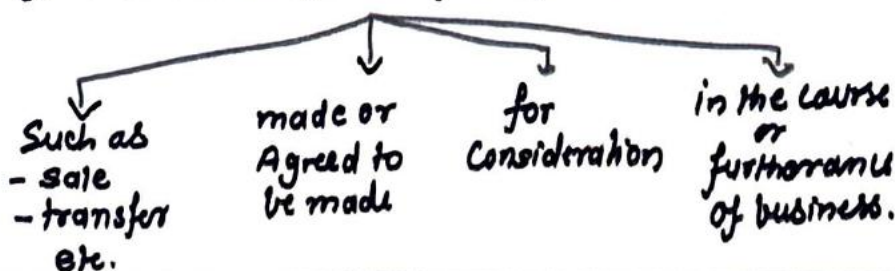 Such as
- sale
- transfer
etc.
made or
Agreed to
be made
for
Consideration
in the course
or
furtherance
of business.